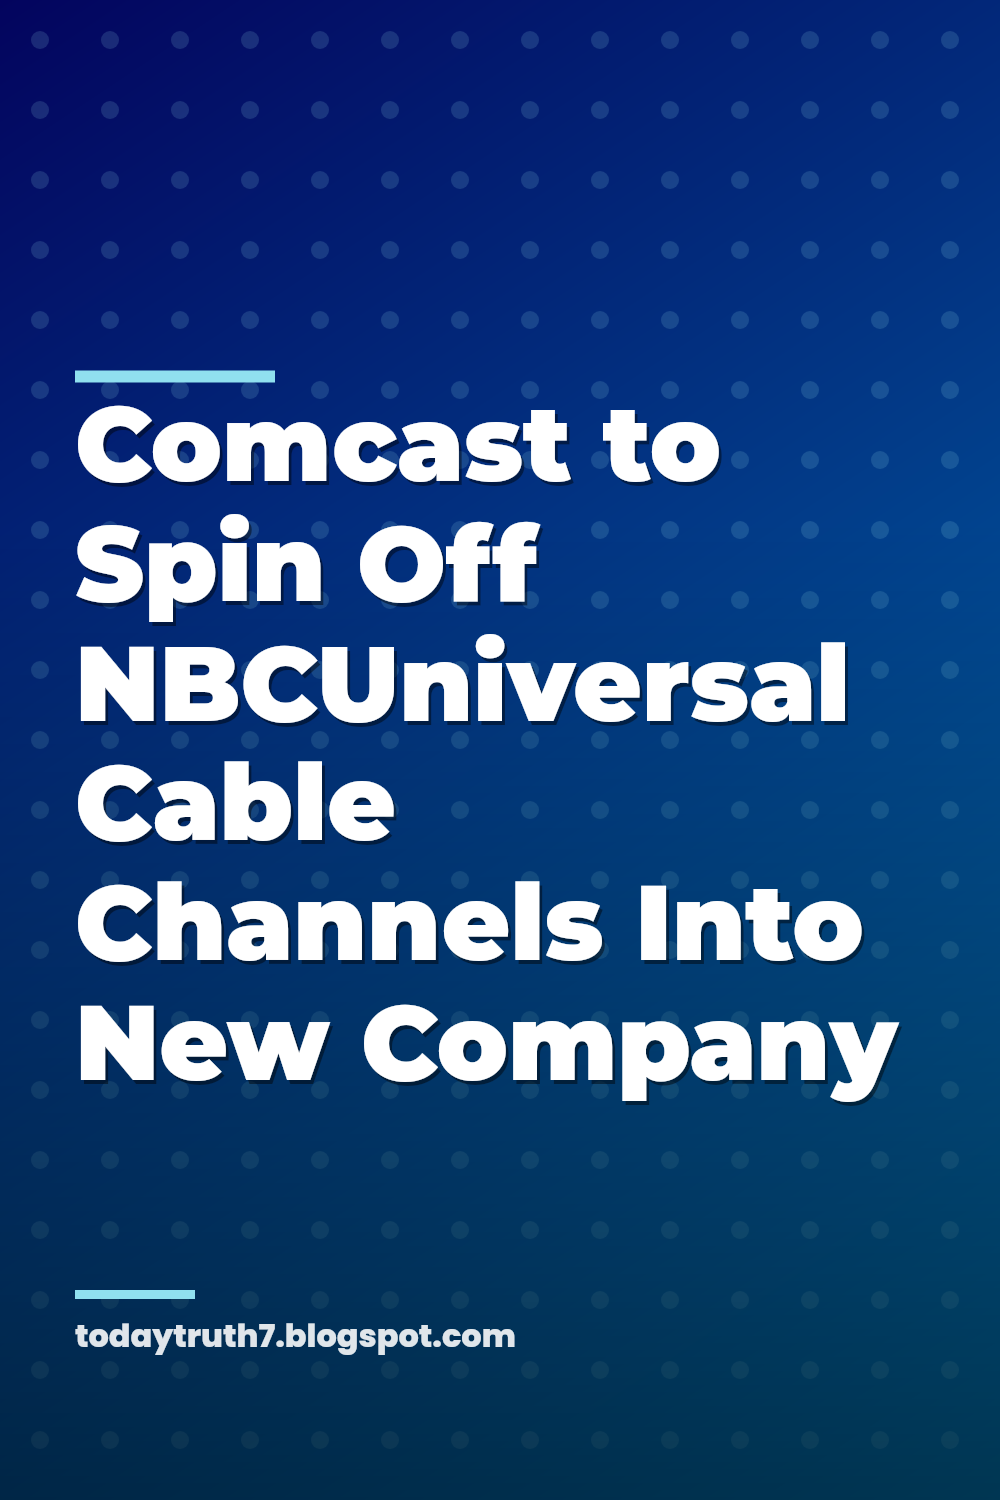 Comcast to
Spin Off
NBCUniversal
Cable
Channels Into
New Company
todaytruth7.blogspot.com